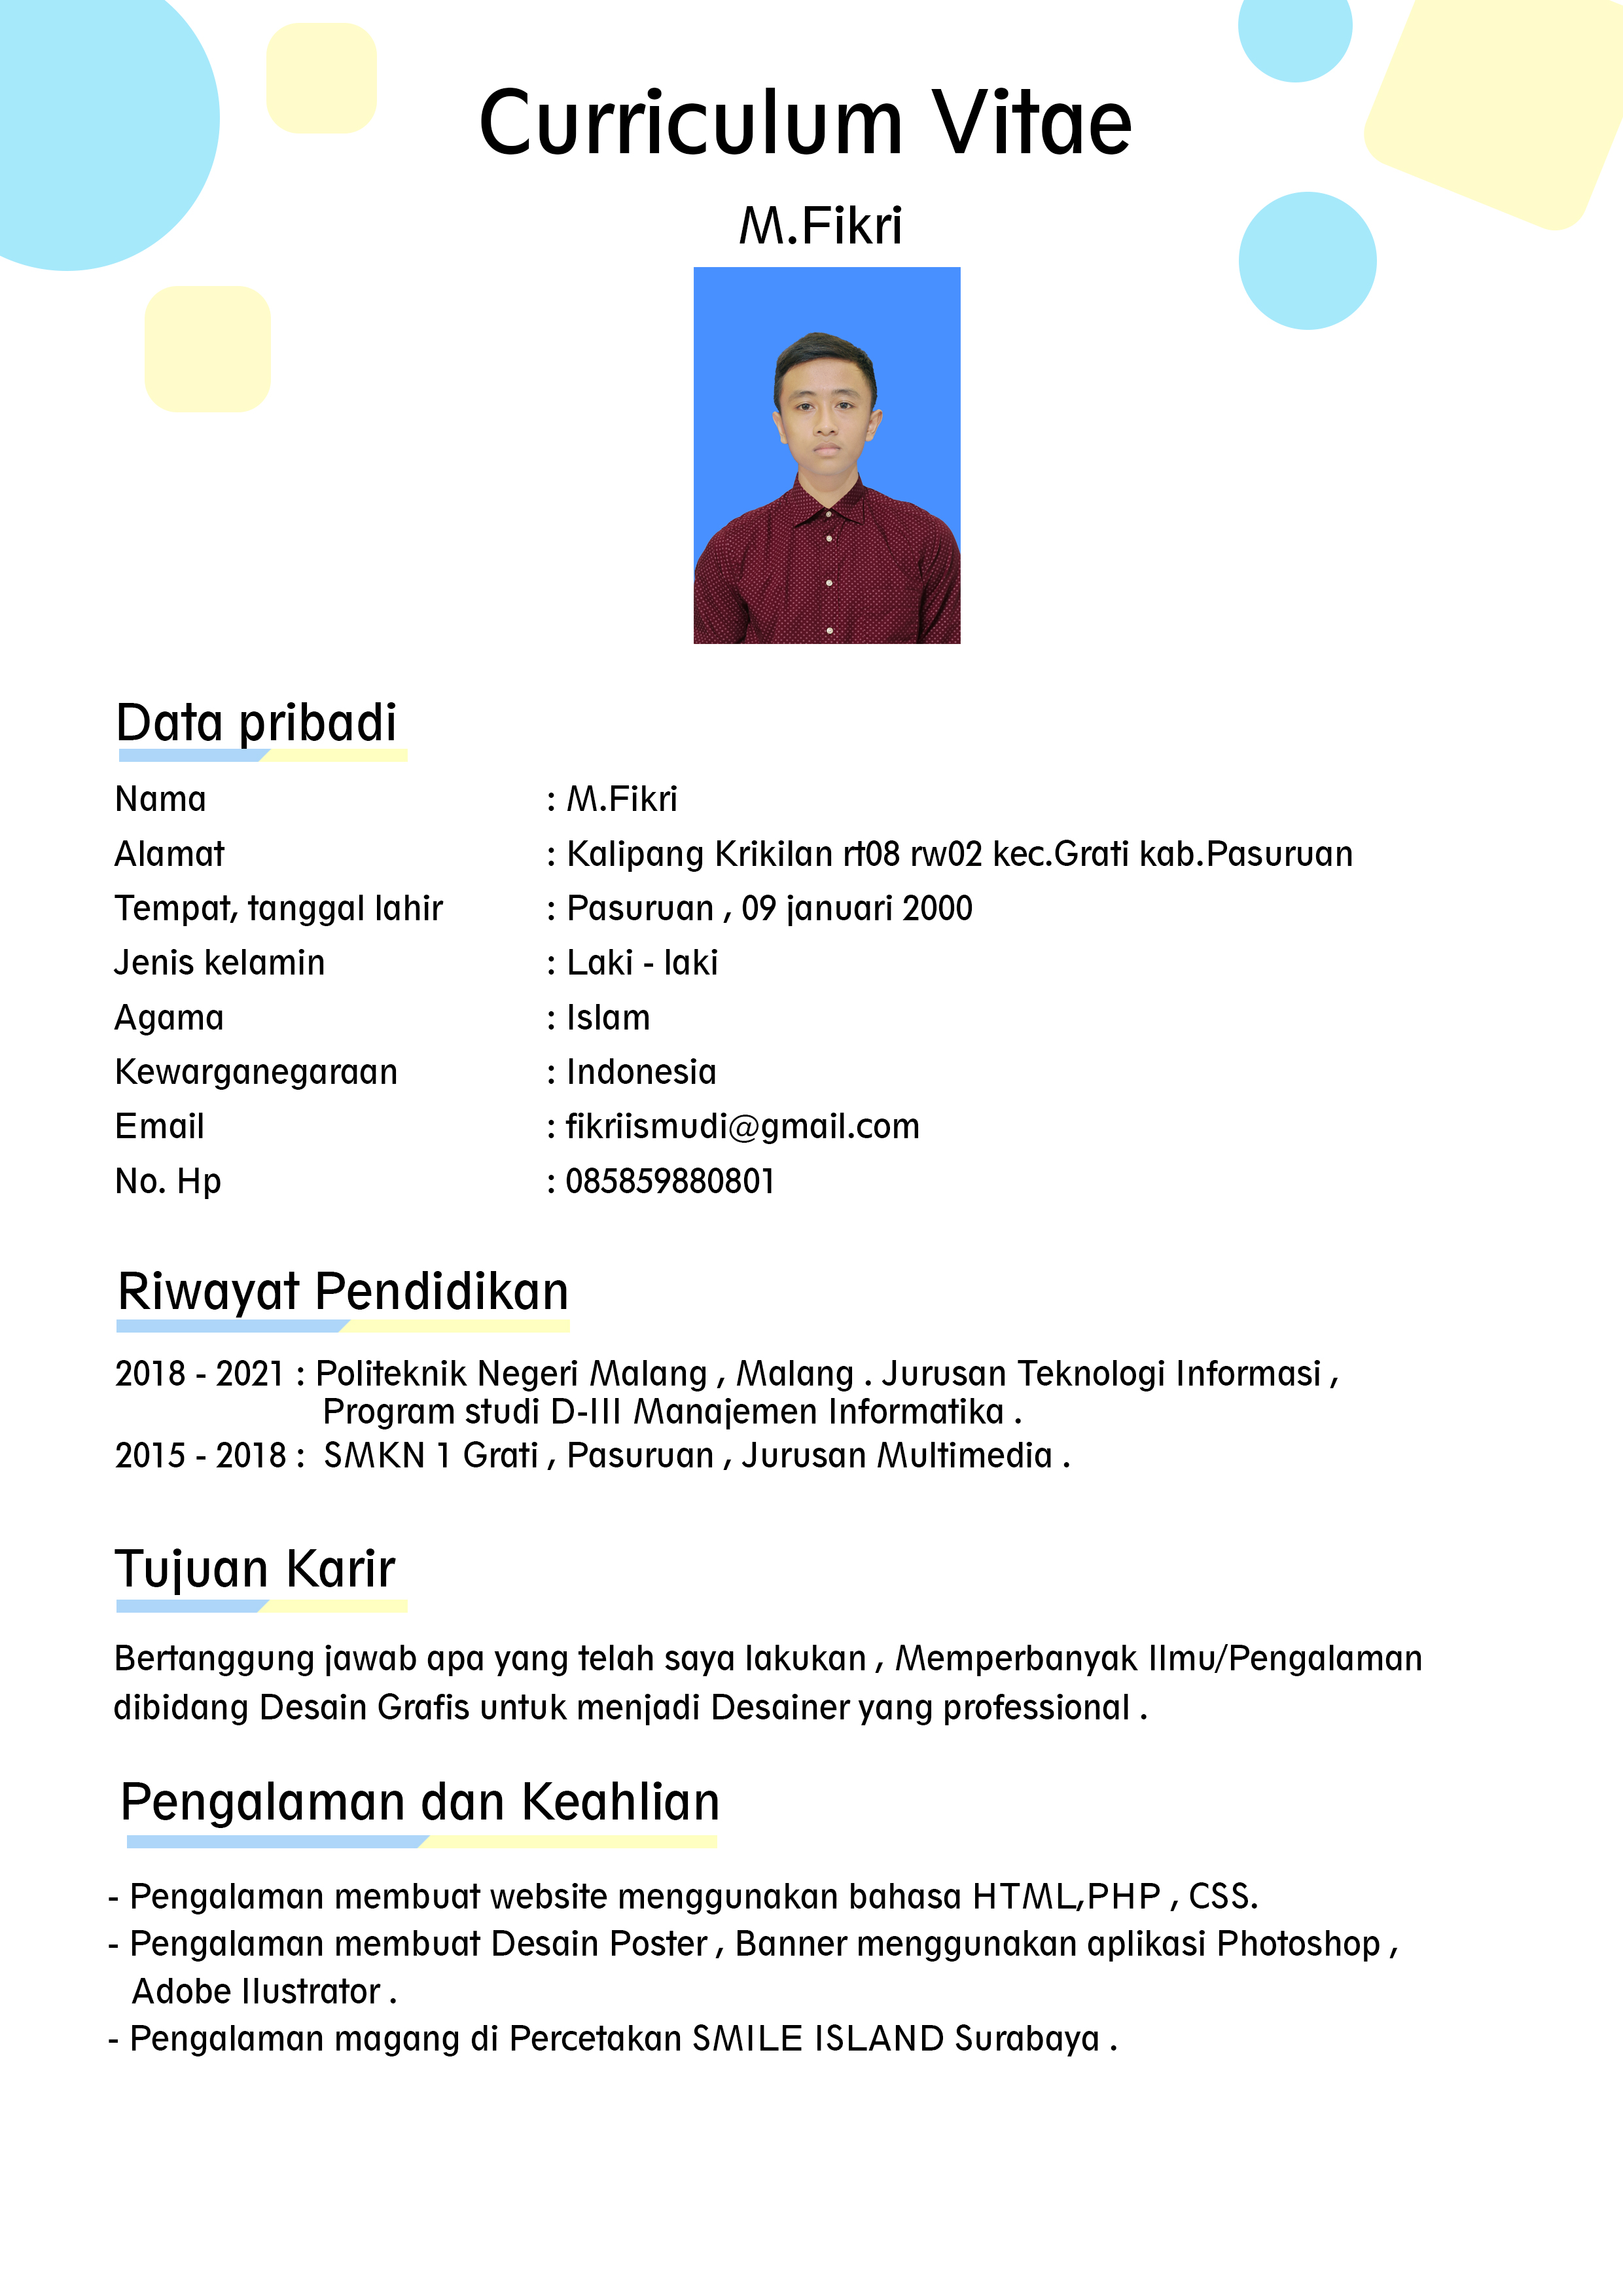 Curriculum Vitae
M.Fikri
Data pribadi
Nama : M.Fikri
Alamat : Kalipang Krikilan rt08 rw02 kec.Grati kab.Pasuruan
Tempat, tanggal lahir : Pasuruan , 09 januari 2000
Jenis kelamin : Laki - laki
Agama : Islam
Kewarganegaraan : Indonesia
Email : fikriismudi@gmail.com
No. Hp : 085859880801
Riwayat Pendidikan
2018 - 2021 : Politeknik Negeri Malang , Malang . Jurusan Teknologi Informasi ,
Program studi D-III Manajemen Informatika .
2015 - 2018 : SMKN 1 Grati , Pasuruan , Jurusan Multimedia .
Tujuan Karir
Bertanggung jawab apa yang telah saya lakukan , Memperbanyak Ilmu/Pengalaman
dibidang Desain Grafis untuk menjadi Desainer yang professional .
Pengalaman dan Keahlian
- Pengalaman membuat website menggunakan bahasa HTML,PHP , CSS.
- Pengalaman membuat Desain Poster , Banner menggunakan aplikasi Photoshop ,
Adobe Ilustrator .
- Pengalaman magang di Percetakan SMILE ISLAND Surabaya .